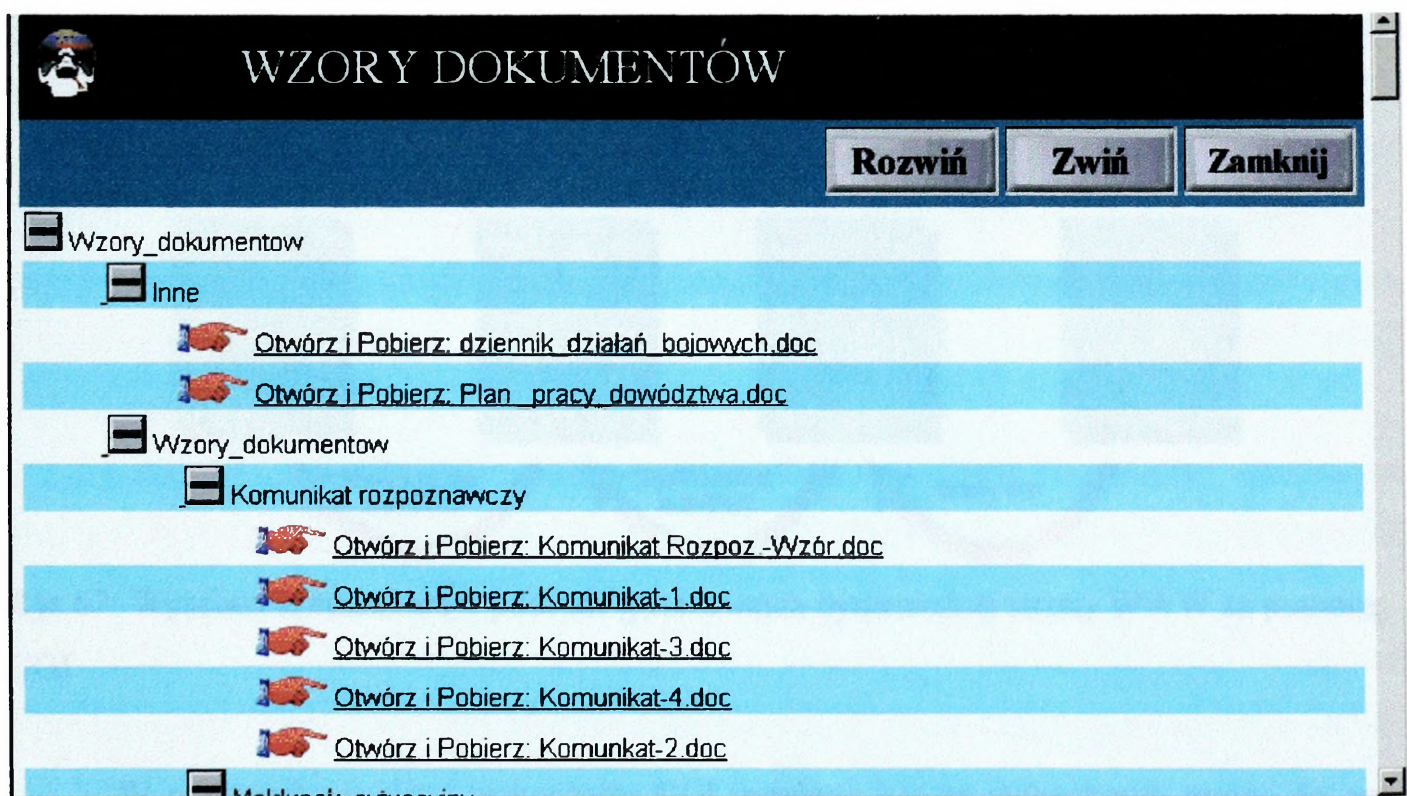 WZORY DOKUMENTÓW
Rozwiń Zwiń Zamknij
Wzory_dokumentow
Inne
Otwórz i Pobierz: dziennik_działań_bojowych.doc
Otwórz i Pobierz: Plan_pracy_dowództwa.doc
Wzory_dokumentow
Komunikat rozpoznawczy
Otwórz i Pobierz: Komunikat Rozpoz.-Wzór.doc
Otwórz i Pobierz: Komunikat-1.doc
Otwórz i Pobierz: Komunikat-3.doc
Otwórz i Pobierz: Komunikat-4.doc
Otwórz i Pobierz: Komunkat-2.doc